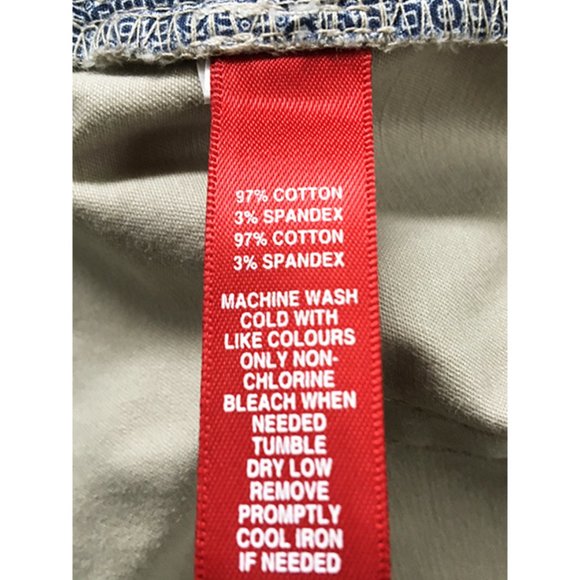 97% COTTON
3% SPANDEX
97% COTTON
3% SPANDEX
MACHINE WASH
COLD WITH
LIKE COLOURS
ONLY NON-
CHLORINE
BLEACH WHEN
NEEDED
TUMBLE
DRY LOW
REMOVE
PROMPTLY
COOL IRON
IF NEEDED